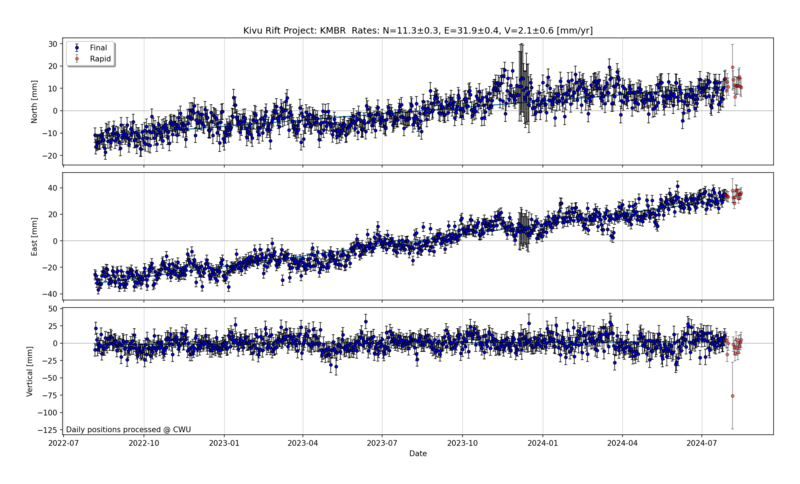 Kivu Rift Project: KMBR  Rates: N=11.3±0.3, E=31.9±0.4, V=2.1±0.6 [mm/yr]
Final
Rapid
North [mm]
30
20
10
0
−10
−20
East [mm]
40
20
0
−20
−40
Vertical [mm]
50
25
0
−25
−50
−75
−100
−125
Daily positions processed @ CWU
2022-07 2022-10 2023-01 2023-04 2023-07 2023-10 2024-01 2024-04 2024-07
Date